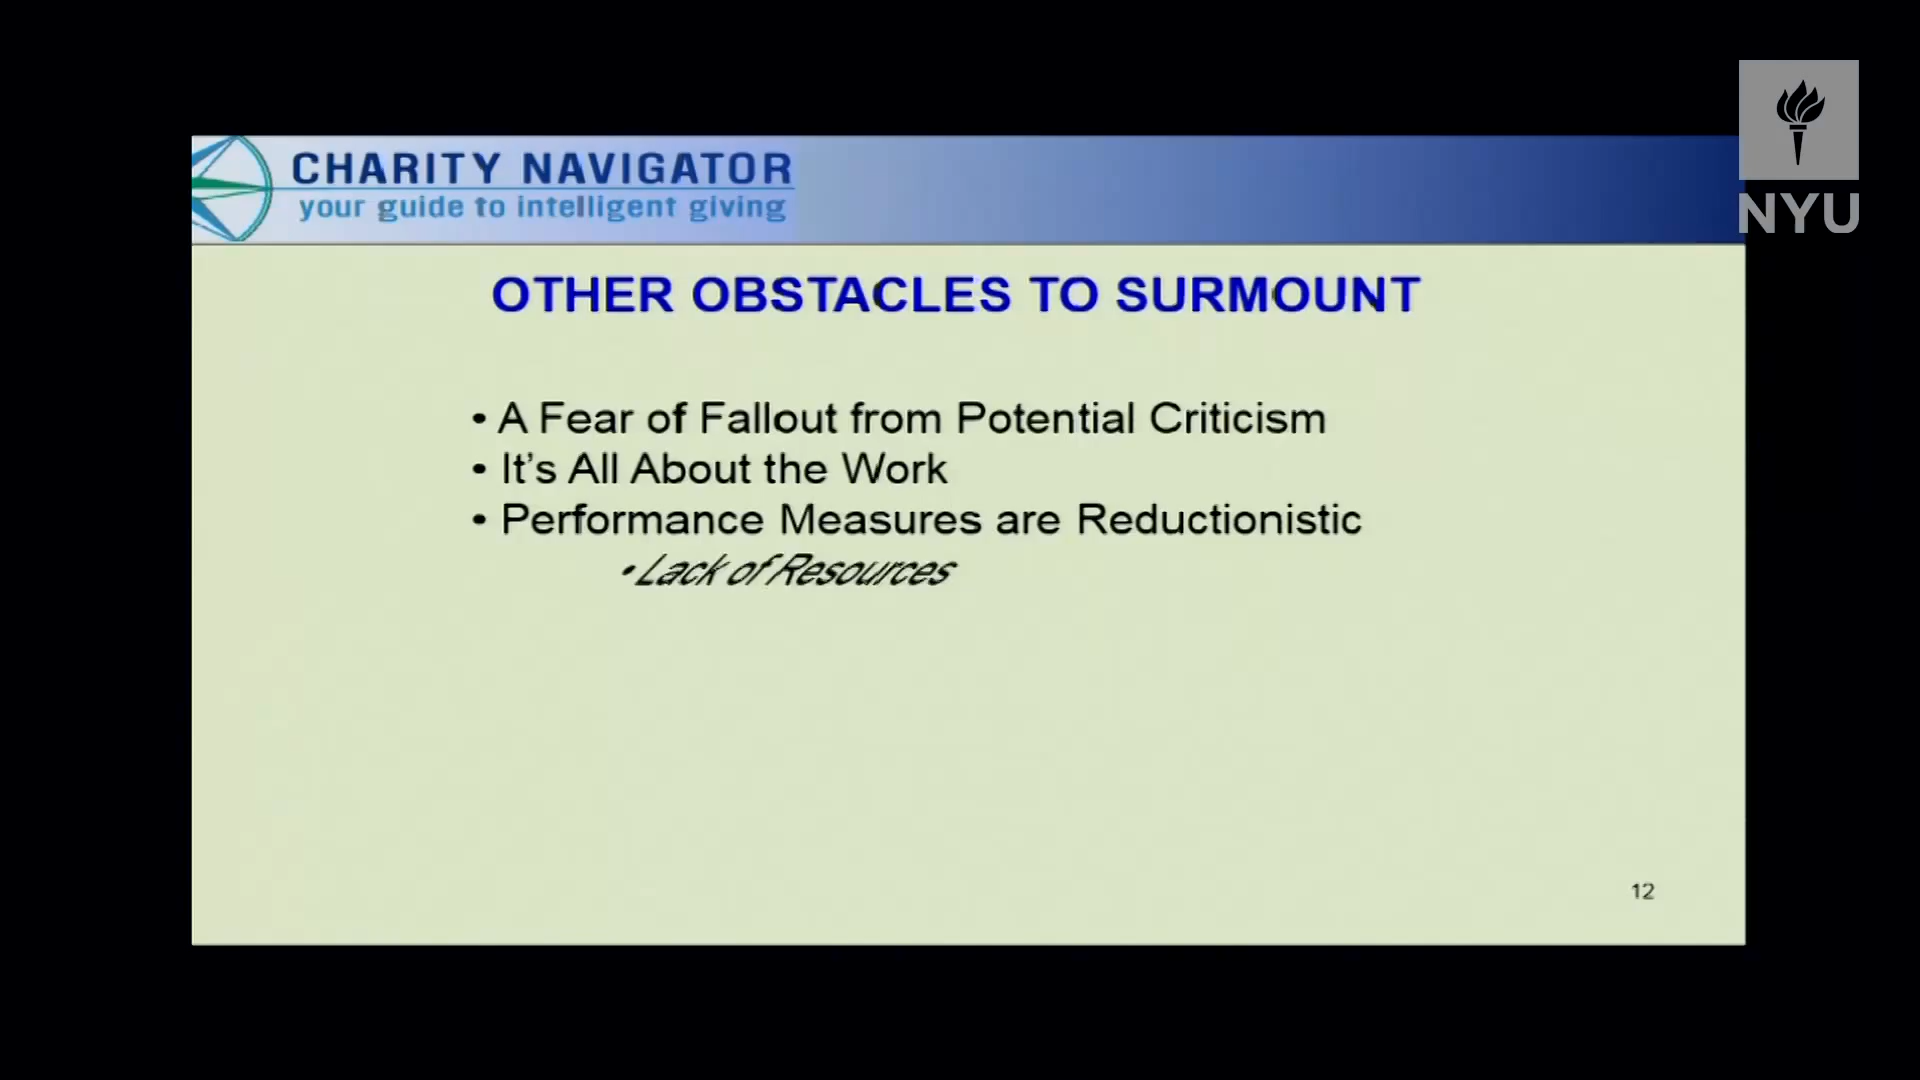 CHARITY NAVIGATOR
your guide to intelligent giving
NYU
OTHER OBSTACLES TO SURMOUNT
• A Fear of Fallout from Potential Criticism
• It’s All About the Work
• Performance Measures are Reductionistic
• Lack of Resources
12